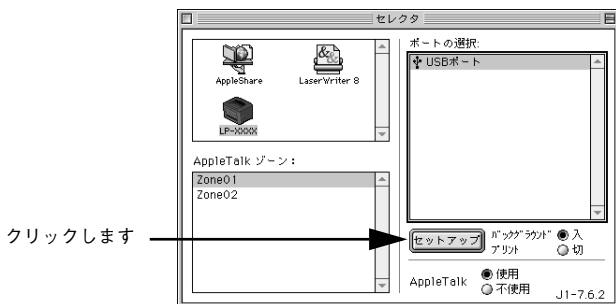 セレクタ
AppleShare
LaserWriter 8
LP-XXXX
AppleTalk ゾーン：
Zone01
Zone02
ポートの選択:
USBポート
クリックします
セットアップ
バックグラウンド
プリント
入
切
AppleTalk
使用
不使用
J1-7.6.2